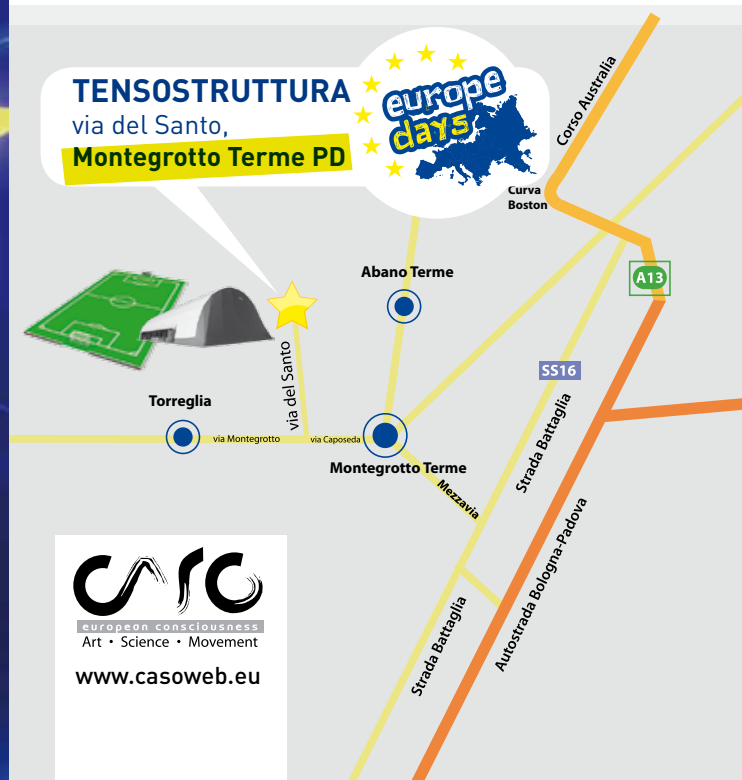 TENSOSTRUTTURA
via del Santo,
Montegrotto Terme PD
europe
days
Corso Australia
Curva
Boston
A13
Abano Terme
SS16
via del Santo
Torreglia
via Montegrotto
via Caposeda
Montegrotto Terme
Mezzavia
Strada Battaglia
Autostrada Bologna-Padova
Strada Battaglia
CASO
european consciousness
Art • Science • Movement
www.casoweb.eu